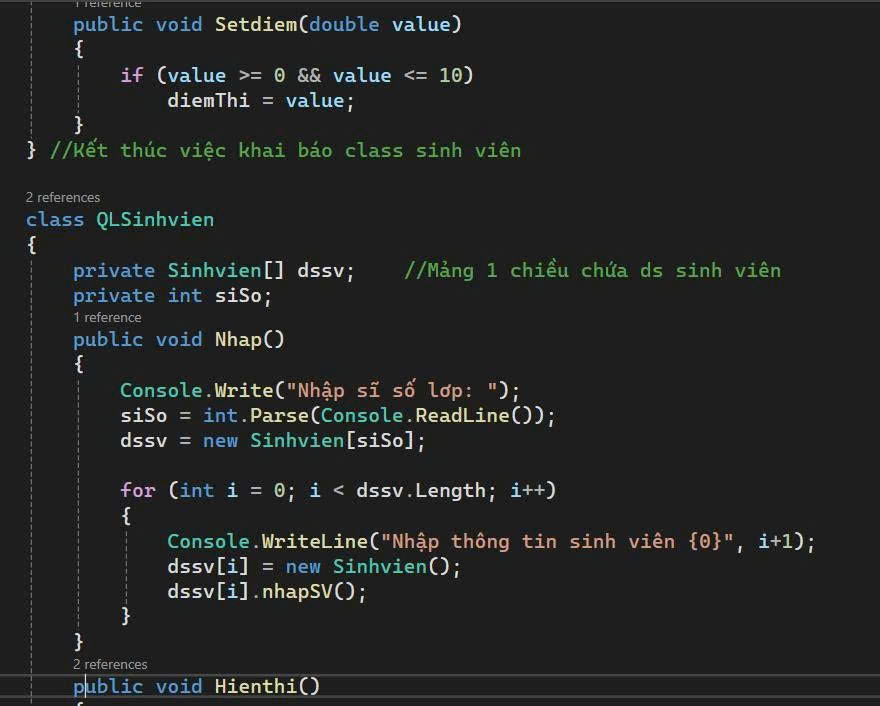 1 reference
public void Setdiem(double value)
{
if (value >= 0 && value <= 10)
diemThi = value;
}
} //Kết thúc việc khai báo class sinh viên
2 references
class QLSinhvien
{
private Sinhvien[] dssv; //Mảng 1 chiều chứa ds sinh viên
private int siSo;
1 reference
public void Nhap()
{
Console.Write("Nhập sĩ số lơp: ");
siSo = int.Parse(Console.ReadLine());
dssv = new Sinhvien[siSo];
for (int i = 0; i < dssv.Length; i++)
{
Console.WriteLine("Nhập thông tin sinh viên {0}", i+1);
dssv[i] = new Sinhvien();
dssv[i].nhapSV();
}
}
2 references
public void Hienthi()
{